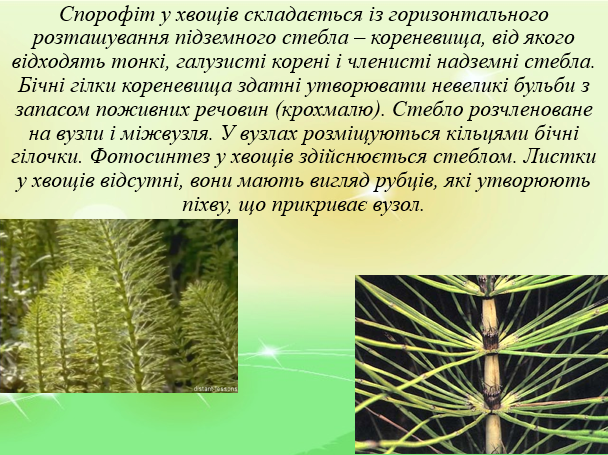 Спорофіт у хвощів складається із горизонтального
розташування підземного стебла – кореневища, від якого
відходять тонкі, галузисті корені і членисті надземні стебла.
Бічні гілки кореневища здатні утворювати невеликі бульби з
запасом поживних речовин (крохмалю). Стебло розчленоване
на вузли і міжвузля. У вузлах розміщуються кільцями бічні
гілочки. Фотосинтез у хвощів здійснюється стеблом. Листки
у хвощів відсутні, вони мають вигляд рубців, які утворюють
піхву, що прикриває вузол.